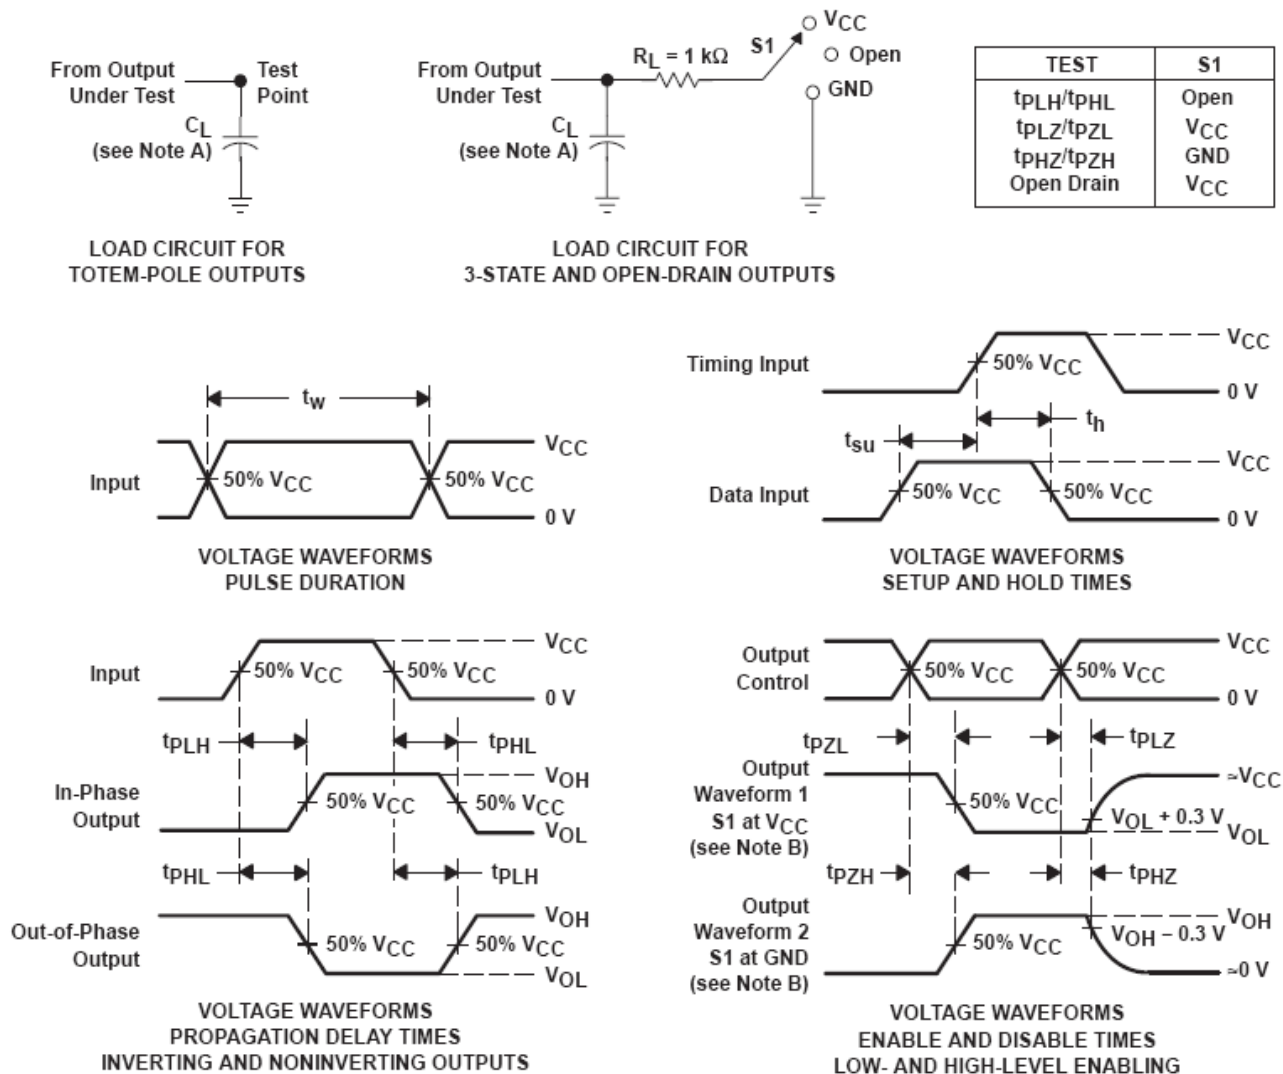 From Output
Under Test
Test
Point
CL
(see Note A)
LOAD CIRCUIT FOR
TOTEM-POLE OUTPUTS
From Output
Under Test
RL = 1 kΩ
S1
VCC
Open
GND
CL
(see Note A)
LOAD CIRCUIT FOR
3-STATE AND OPEN-DRAIN OUTPUTS
TEST S1
tPLH/tPHL Open
tPLZ/tPZL VCC
tPHZ/tPZH GND
Open Drain VCC
tw
Input
50% VCC
50% VCC
VCC
0 V
VOLTAGE WAVEFORMS
PULSE DURATION
Timing Input
50% VCC
VCC
0 V
tsu
th
Data Input
50% VCC
50% VCC
VCC
0 V
VOLTAGE WAVEFORMS
SETUP AND HOLD TIMES
Input
50% VCC
50% VCC
VCC
0 V
tPLH
tPHL
In-Phase
Output
50% VCC
50% VCC
VOH
VOL
tPHL
tPLH
Out-of-Phase
Output
50% VCC
50% VCC
VOH
VOL
VOLTAGE WAVEFORMS
PROPAGATION DELAY TIMES
INVERTING AND NONINVERTING OUTPUTS
Output
Control
50% VCC
50% VCC
VCC
0 V
tPZL
tPLZ
Output
Waveform 1
S1 at VCC
(see Note B)
50% VCC
≈VCC
VOL + 0.3 V
VOL
tPZH
tPHZ
Output
Waveform 2
S1 at GND
(see Note B)
50% VCC
VOH
VOH − 0.3 V
≈0 V
VOLTAGE WAVEFORMS
ENABLE AND DISABLE TIMES
LOW- AND HIGH-LEVEL ENABLING